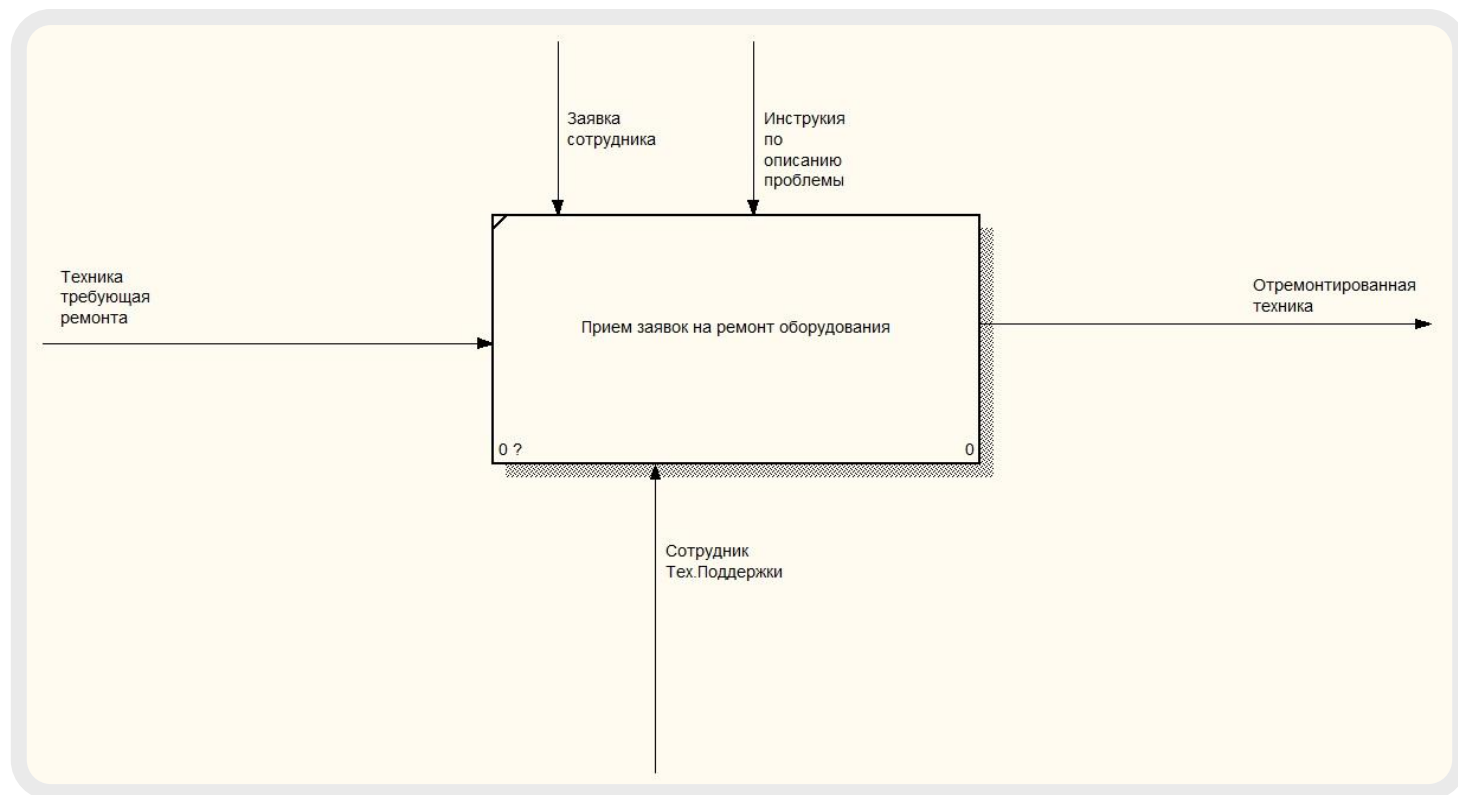 Заявка
сотрудника
Инструкия
по
описанию
проблемы
Техника
требующая
ремонта
Прием заявок на ремонт оборудования
Отремонтированная
техника
0 ?
0
Сотрудник
Тех.Поддержки